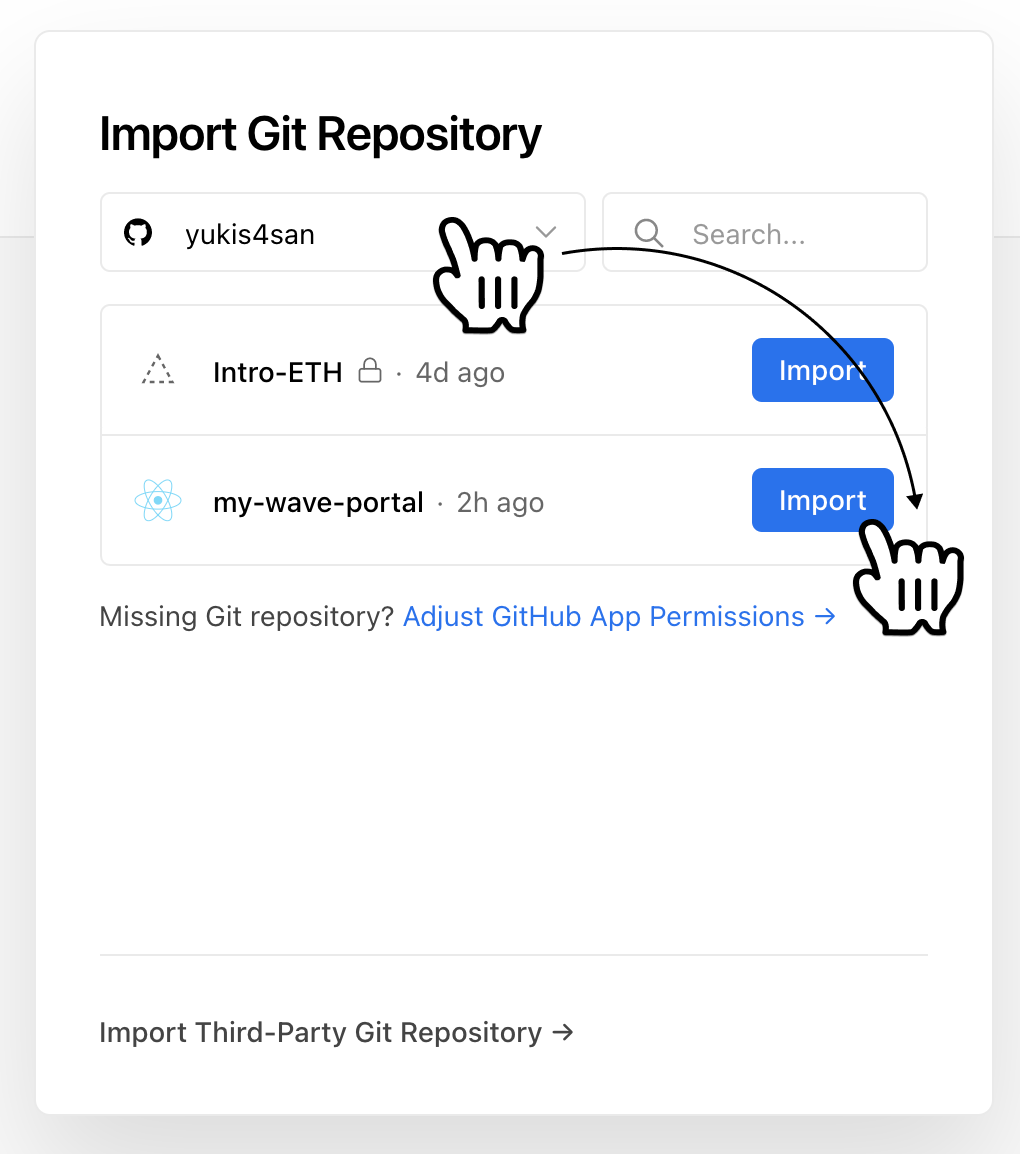 Import Git Repository
yukis4san
Search...
Intro-ETH · 4d ago
Import
my-wave-portal · 2h ago
Import
Missing Git repository? Adjust GitHub App Permissions →
Import Third-Party Git Repository →